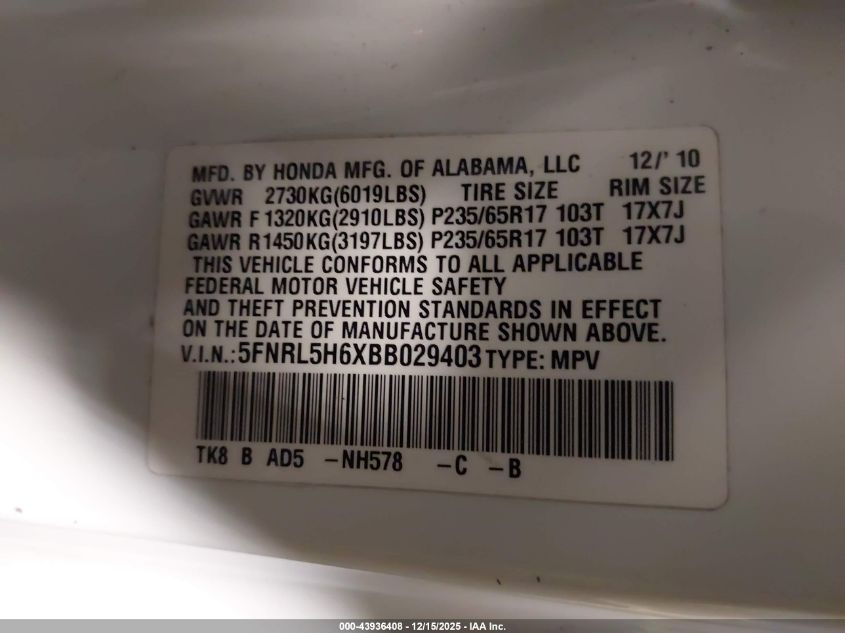 MFD. BY HONDA MFG. OF ALABAMA, LLC 12/' 10
GVWR 2730KG(6019LBS) TIRE SIZE RIM SIZE
GAWR F 1320KG(2910LBS) P235/65R17 103T 17X7J
GAWR R1450KG(3197LBS) P235/65R17 103T 17X7J
THIS VEHICLE CONFORMS TO ALL APPLICABLE
FEDERAL MOTOR VEHICLE SAFETY
AND THEFT PREVENTION STANDARDS IN EFFECT
ON THE DATE OF MANUFACTURE SHOWN ABOVE.
V.I.N.:5FNRL5H6XBB029403 TYPE: MPV
TK8 B AD5 -NH578 -C -B
000-43936408 - 12/15/2025 - IAA Inc.